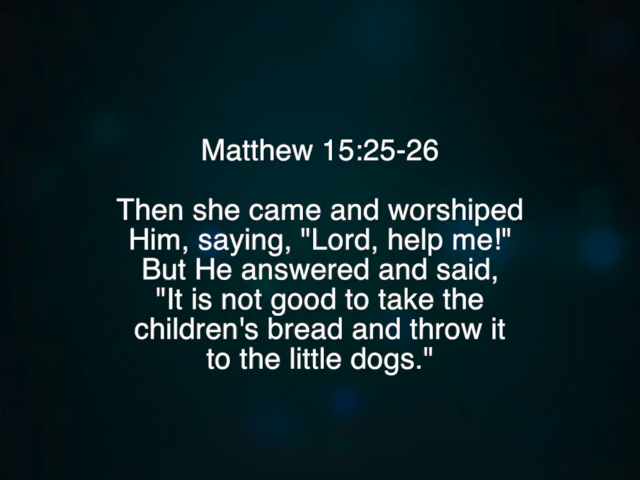 Matthew 15:25-26
Then she came and worshiped
Him, saying, "Lord, help me!"
But He answered and said,
"It is not good to take the
children's bread and throw it
to the little dogs."